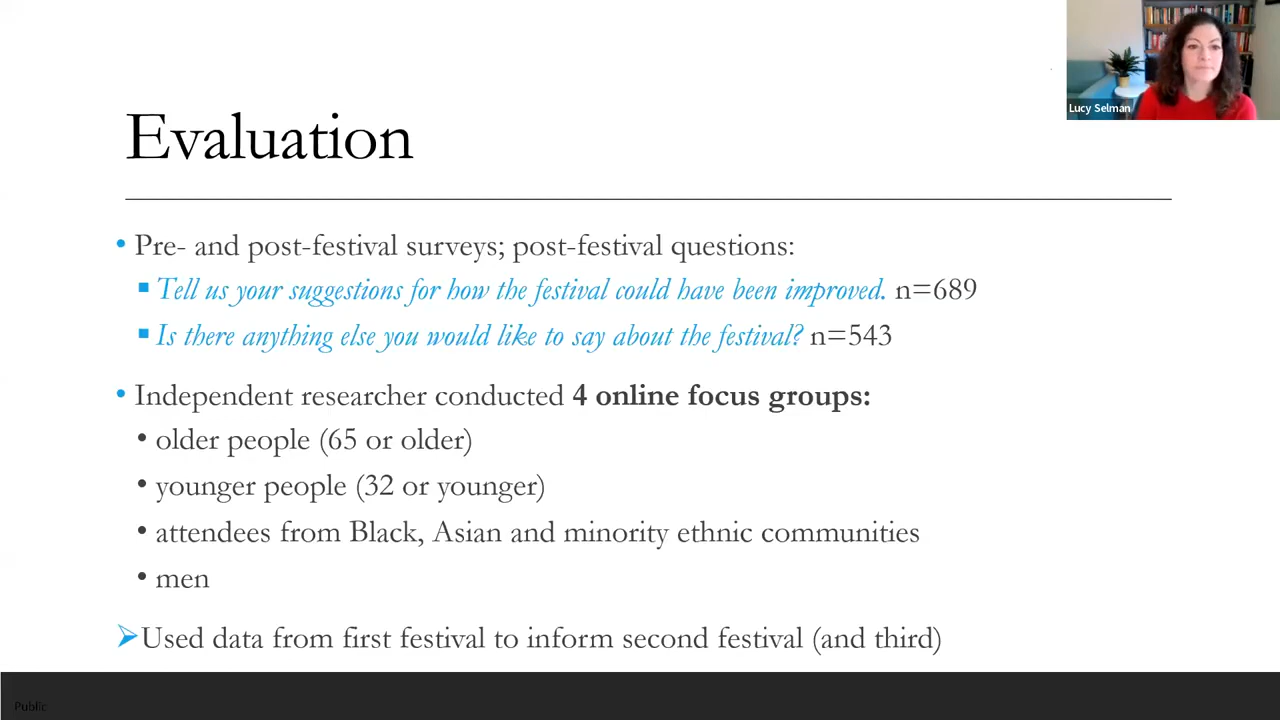 Lucy Selman
Evaluation
• Pre- and post-festival surveys; post-festival questions:
▪ Tell us your suggestions for how the festival could have been improved. n=689
▪ Is there anything else you would like to say about the festival? n=543
• Independent researcher conducted 4 online focus groups:
• older people (65 or older)
• younger people (32 or younger)
• attendees from Black, Asian and minority ethnic communities
• men
➢Used data from first festival to inform second festival (and third)
Public